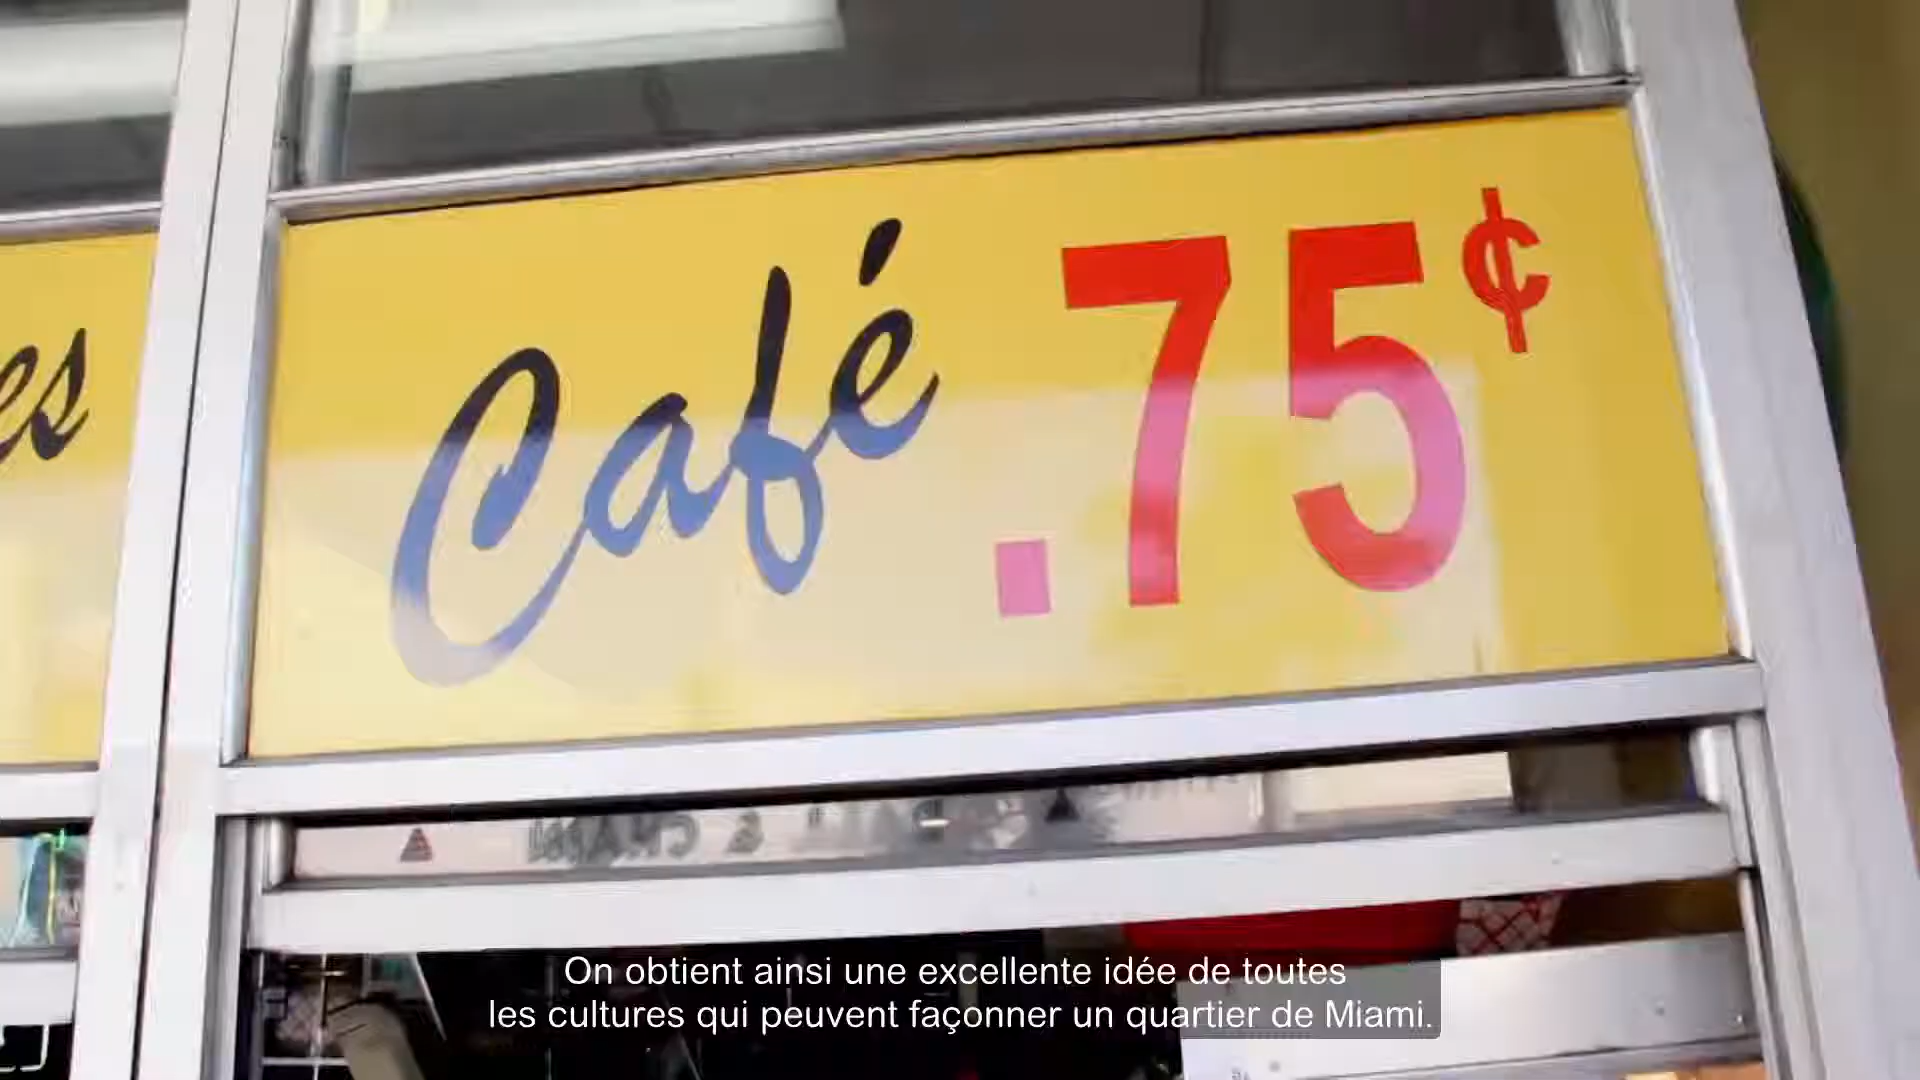 es
Café .75¢
On obtient ainsi une excellente idée de toutes
les cultures qui peuvent façonner un quartier de Miami.